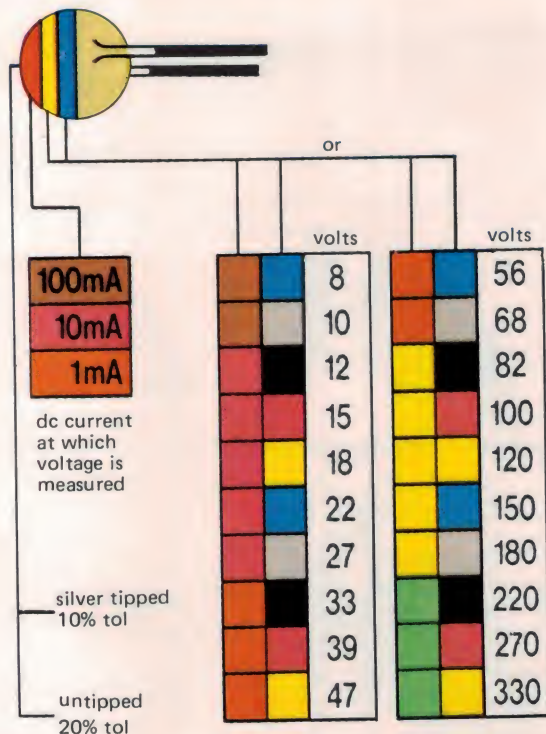 or
volts
volts
100mA
10mA
1mA
dc current
at which
voltage is
measured
silver tipped
10% tol
untipped
20% tol
8
10
12
15
18
22
27
33
39
47
56
68
82
100
120
150
180
220
270
330